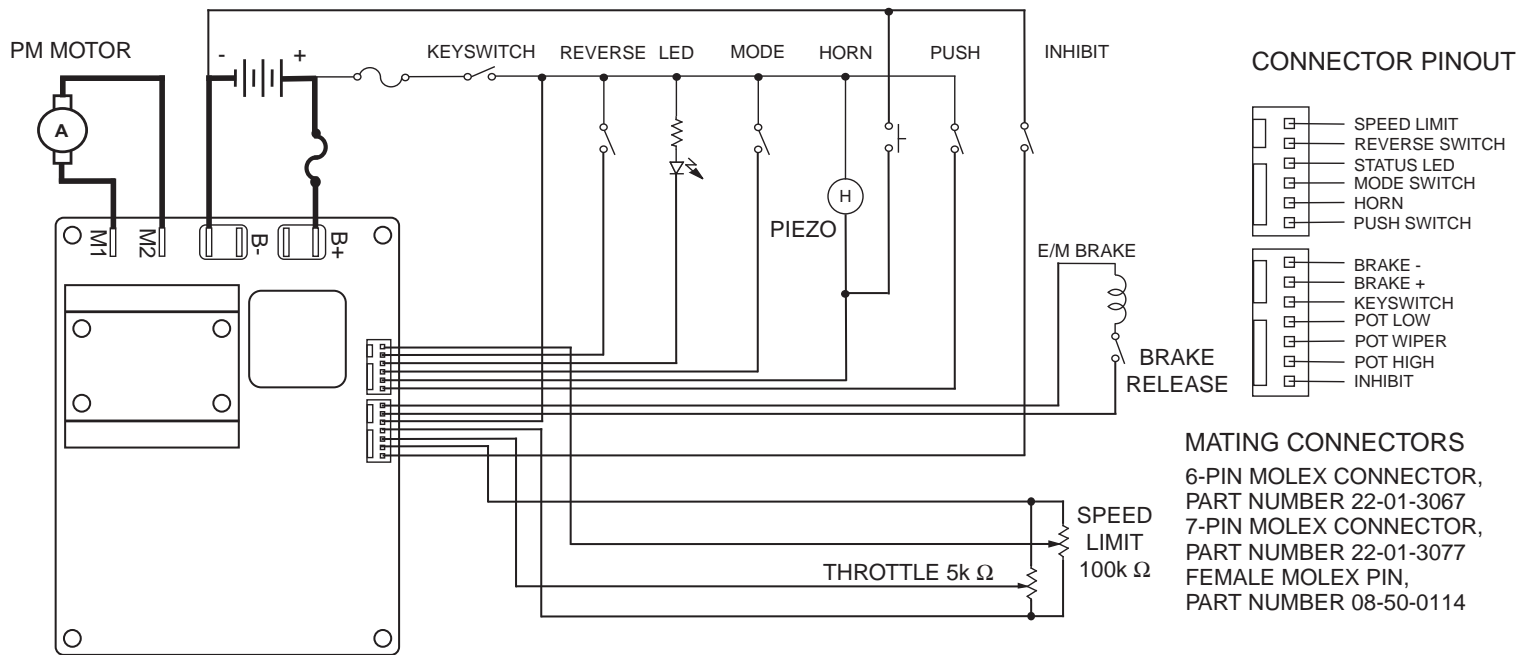 PM MOTOR
- +
KEYSWITCH REVERSE LED MODE HORN PUSH INHIBIT
A
H
PIEZO
M1 M2 B- B+
E/M BRAKE
BRAKE
RELEASE
SPEED
LIMIT
100k Ω
THROTTLE 5k Ω
CONNECTOR PINOUT
SPEED LIMIT
REVERSE SWITCH
STATUS LED
MODE SWITCH
HORN
PUSH SWITCH
BRAKE -
BRAKE +
KEYSWITCH
POT LOW
POT WIPER
POT HIGH
INHIBIT
MATING CONNECTORS
6-PIN MOLEX CONNECTOR,
PART NUMBER 22-01-3067
7-PIN MOLEX CONNECTOR,
PART NUMBER 22-01-3077
FEMALE MOLEX PIN,
PART NUMBER 08-50-0114